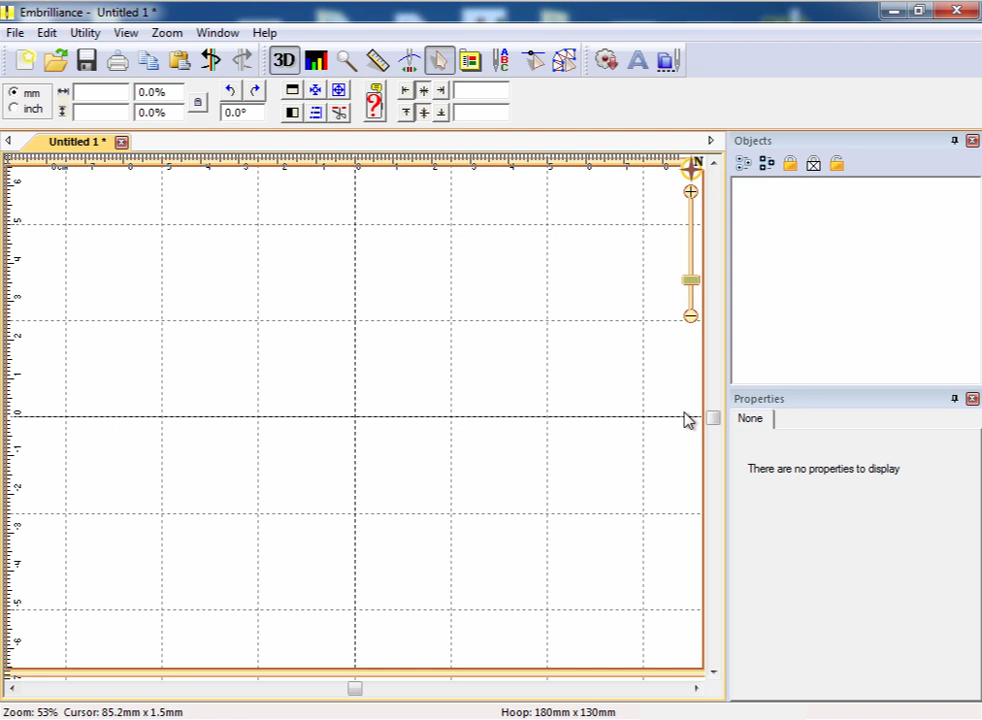 Embrilliance - Untitled 1 *
File Edit Utility View Zoom Window Help
3D A B C A
mm 0.0%
inch 0.0% 0.0° ?
Untitled 1 *
Objects
N
Properties
None
There are no properties to display
Zoom: 53% Cursor: 85.2mm x 1.5mm Hoop: 180mm x 130mm